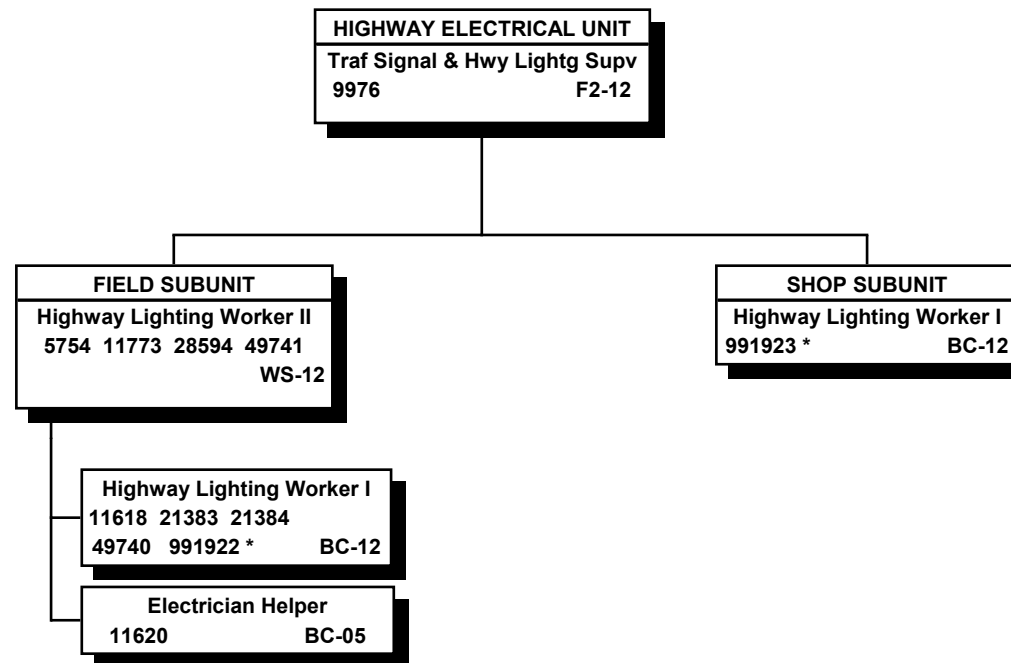 HIGHWAY ELECTRICAL UNIT
Traf Signal & Hwy Lightg Supv
9976 F2-12
FIELD SUBUNIT
Highway Lighting Worker II
5754 11773 28594 49741
WS-12
SHOP SUBUNIT
Highway Lighting Worker I
991923 * BC-12
Highway Lighting Worker I
11618 21383 21384
49740 991922 * BC-12
Electrician Helper
11620 BC-05